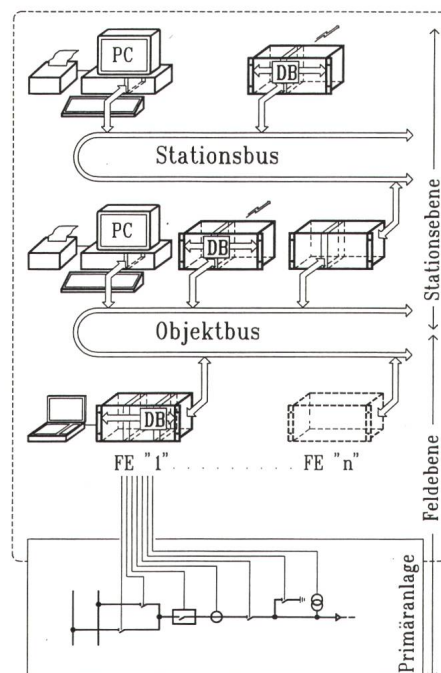 PC
DB
Stationsbus
Stationsebene
PC
DB
Objektbus
DB
FE "1" . . . . . . . . . . . . FE "n"
Feldebene
Primäranlage